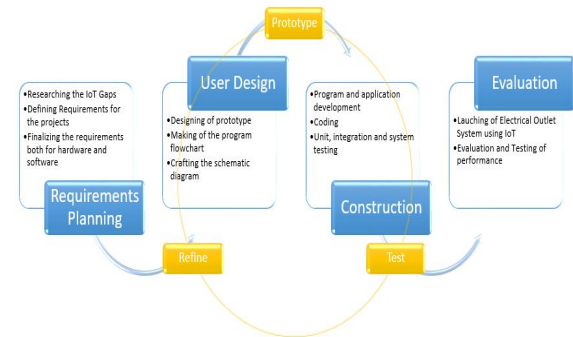 Prototype
•Researching the IoT Gaps
•Defining Requirements for
the projects
•Finalizing the requirements
both for hardware and
software
Requirements
Planning
User Design
•Designing of prototype
•Making of the program
flowchart
•Crafting the schematic
diagram
Refine
•Program and application
development
•Coding
•Unit, integration and system
testing
Construction
Test
Evaluation
•Lauching of Electrical Outlet
System using IoT
•Evaluation and Testing of
performance